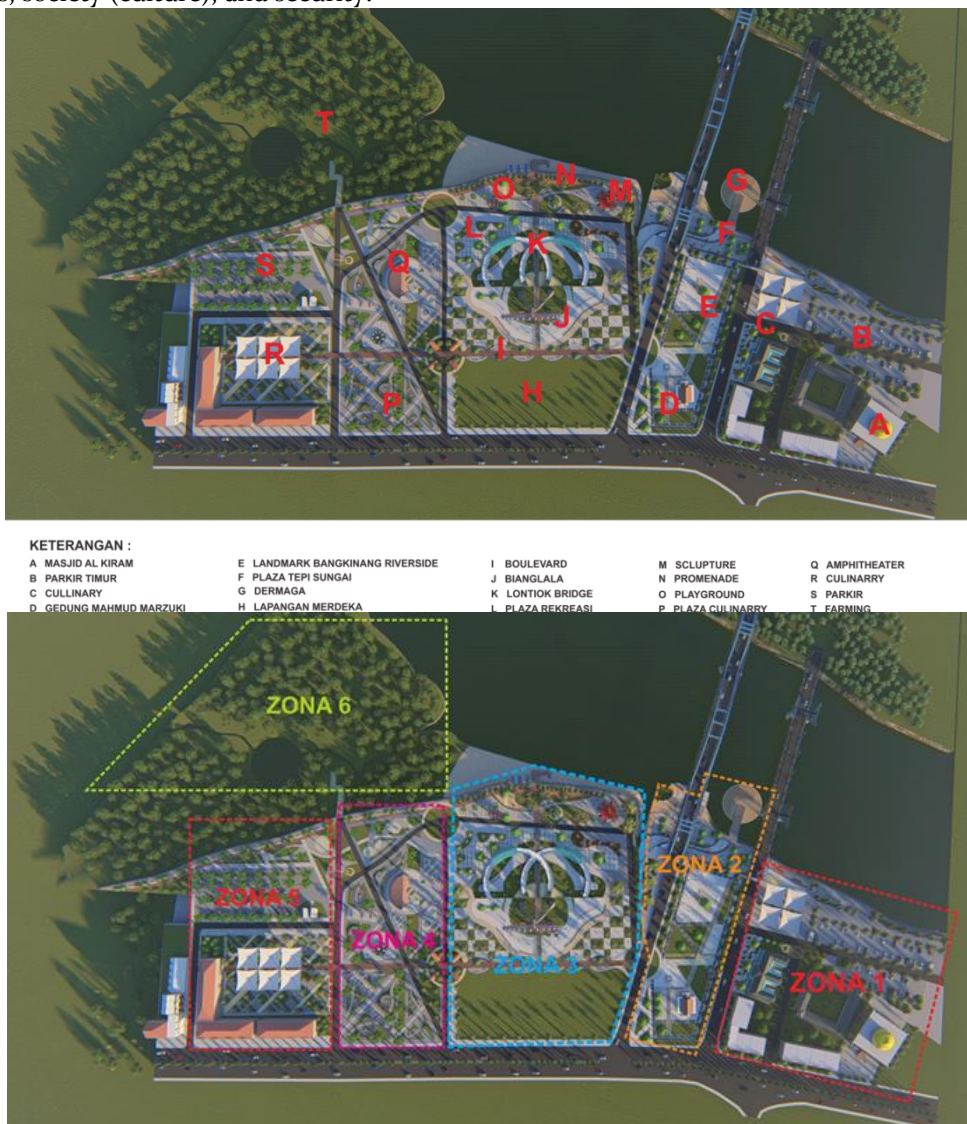 society (culture), and security.
T
G
N
O
M
L
F
K
Q
S
E
J
C
B
I
R
H
P
D
A
KETERANGAN :
A MASJID AL KIRAM
B PARKIR TIMUR
C CULLINARY
D GEDUNG MAHMUD MARZUKI
E LANDMARK BANGKINANG RIVERSIDE
F PLAZA TEPI SUNGAI
G DERMAGA
H LAPANGAN MERDEKA
I BOULEVARD
J BIANGLALA
K LONTIOK BRIDGE
L PLAZA REKREASI
M SCLUPTURE
N PROMENADE
O PLAYGROUND
P PLAZA CULINARRY
Q AMPHITHEATER
R CULINARRY
S PARKIR
T FARMING
ZONA 6
ZONA 2
ZONA 5
ZONA 4
ZONA 3
ZONA 1